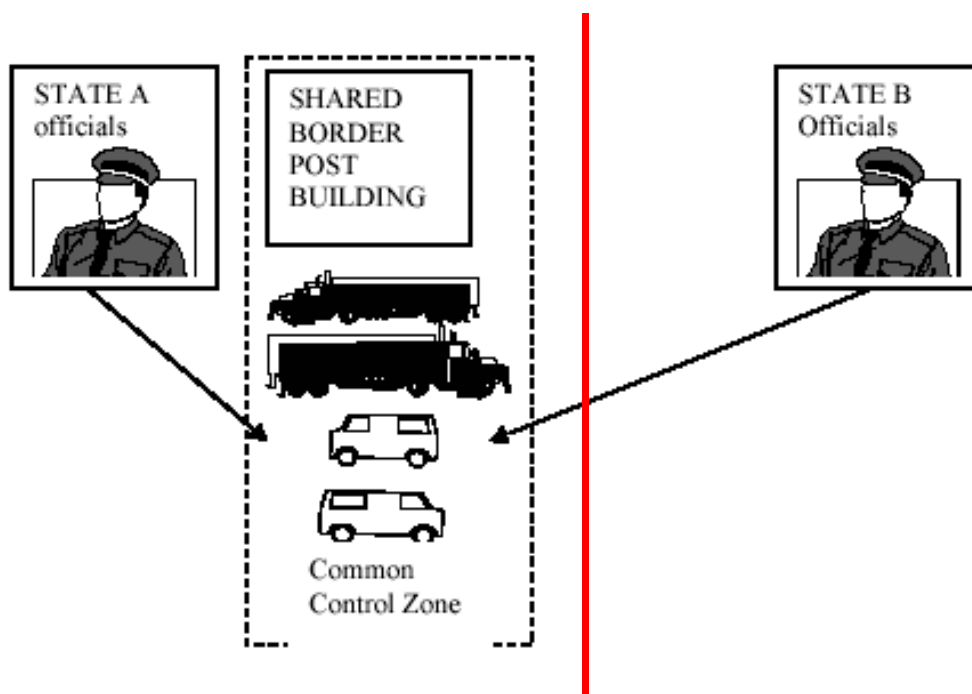 STATE A
officials
SHARED
BORDER
POST
BUILDING
STATE B
Officials
Common
Control Zone